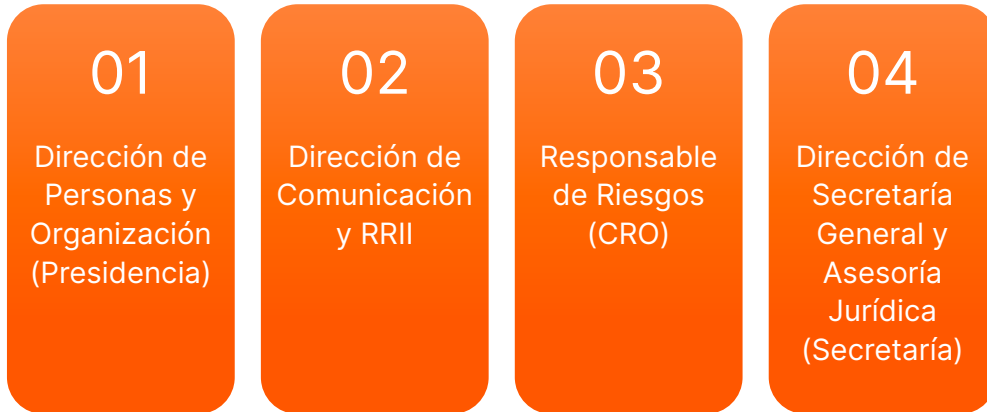 01
Dirección de
Personas y
Organización
(Presidencia)
02
Dirección de
Comunicación
y RRII
03
Responsable
de Riesgos
(CRO)
04
Dirección de
Secretaría
General y
Asesoría
Jurídica
(Secretaría)